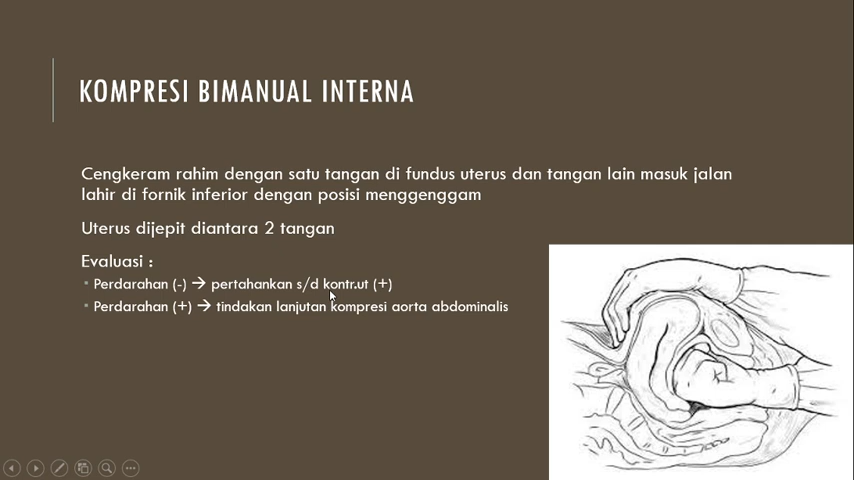 KOMPRESI BIMANUAL INTERNA
Cengkeram rahim dengan satu tangan di fundus uterus dan tangan lain masuk jalan
lahir di fornik inferior dengan posisi menggenggam
Uterus dijepit diantara 2 tangan
Evaluasi :
▪ Perdarahan (-) → pertahankan s/d kontr.ut (+)
▪ Perdarahan (+) → tindakan lanjutan kompresi aorta abdominalis